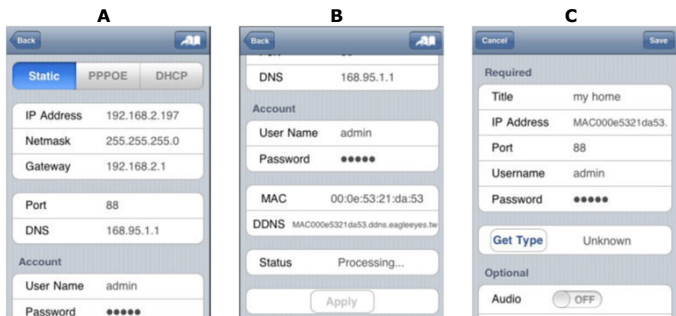 A
Back
Static PPPOE DHCP
IP Address 192.168.2.197
Netmask 255.255.255.0
Gateway 192.168.2.1
Port 88
DNS 168.95.1.1
Account
User Name admin
Password ●●●●●
B
Back
DNS 168.95.1.1
Account
User Name admin
Password ●●●●●
MAC 00:0e:53:21:da:53
DDNS MAC000e5321da53.ddns.eagleeyes.tw
Status Processing...
Apply
C
Cancel Save
Required
Title my home
IP Address MAC000e5321da53.
Port 88
Username admin
Password ●●●●●
Get Type Unknown
Optional
Audio OFF